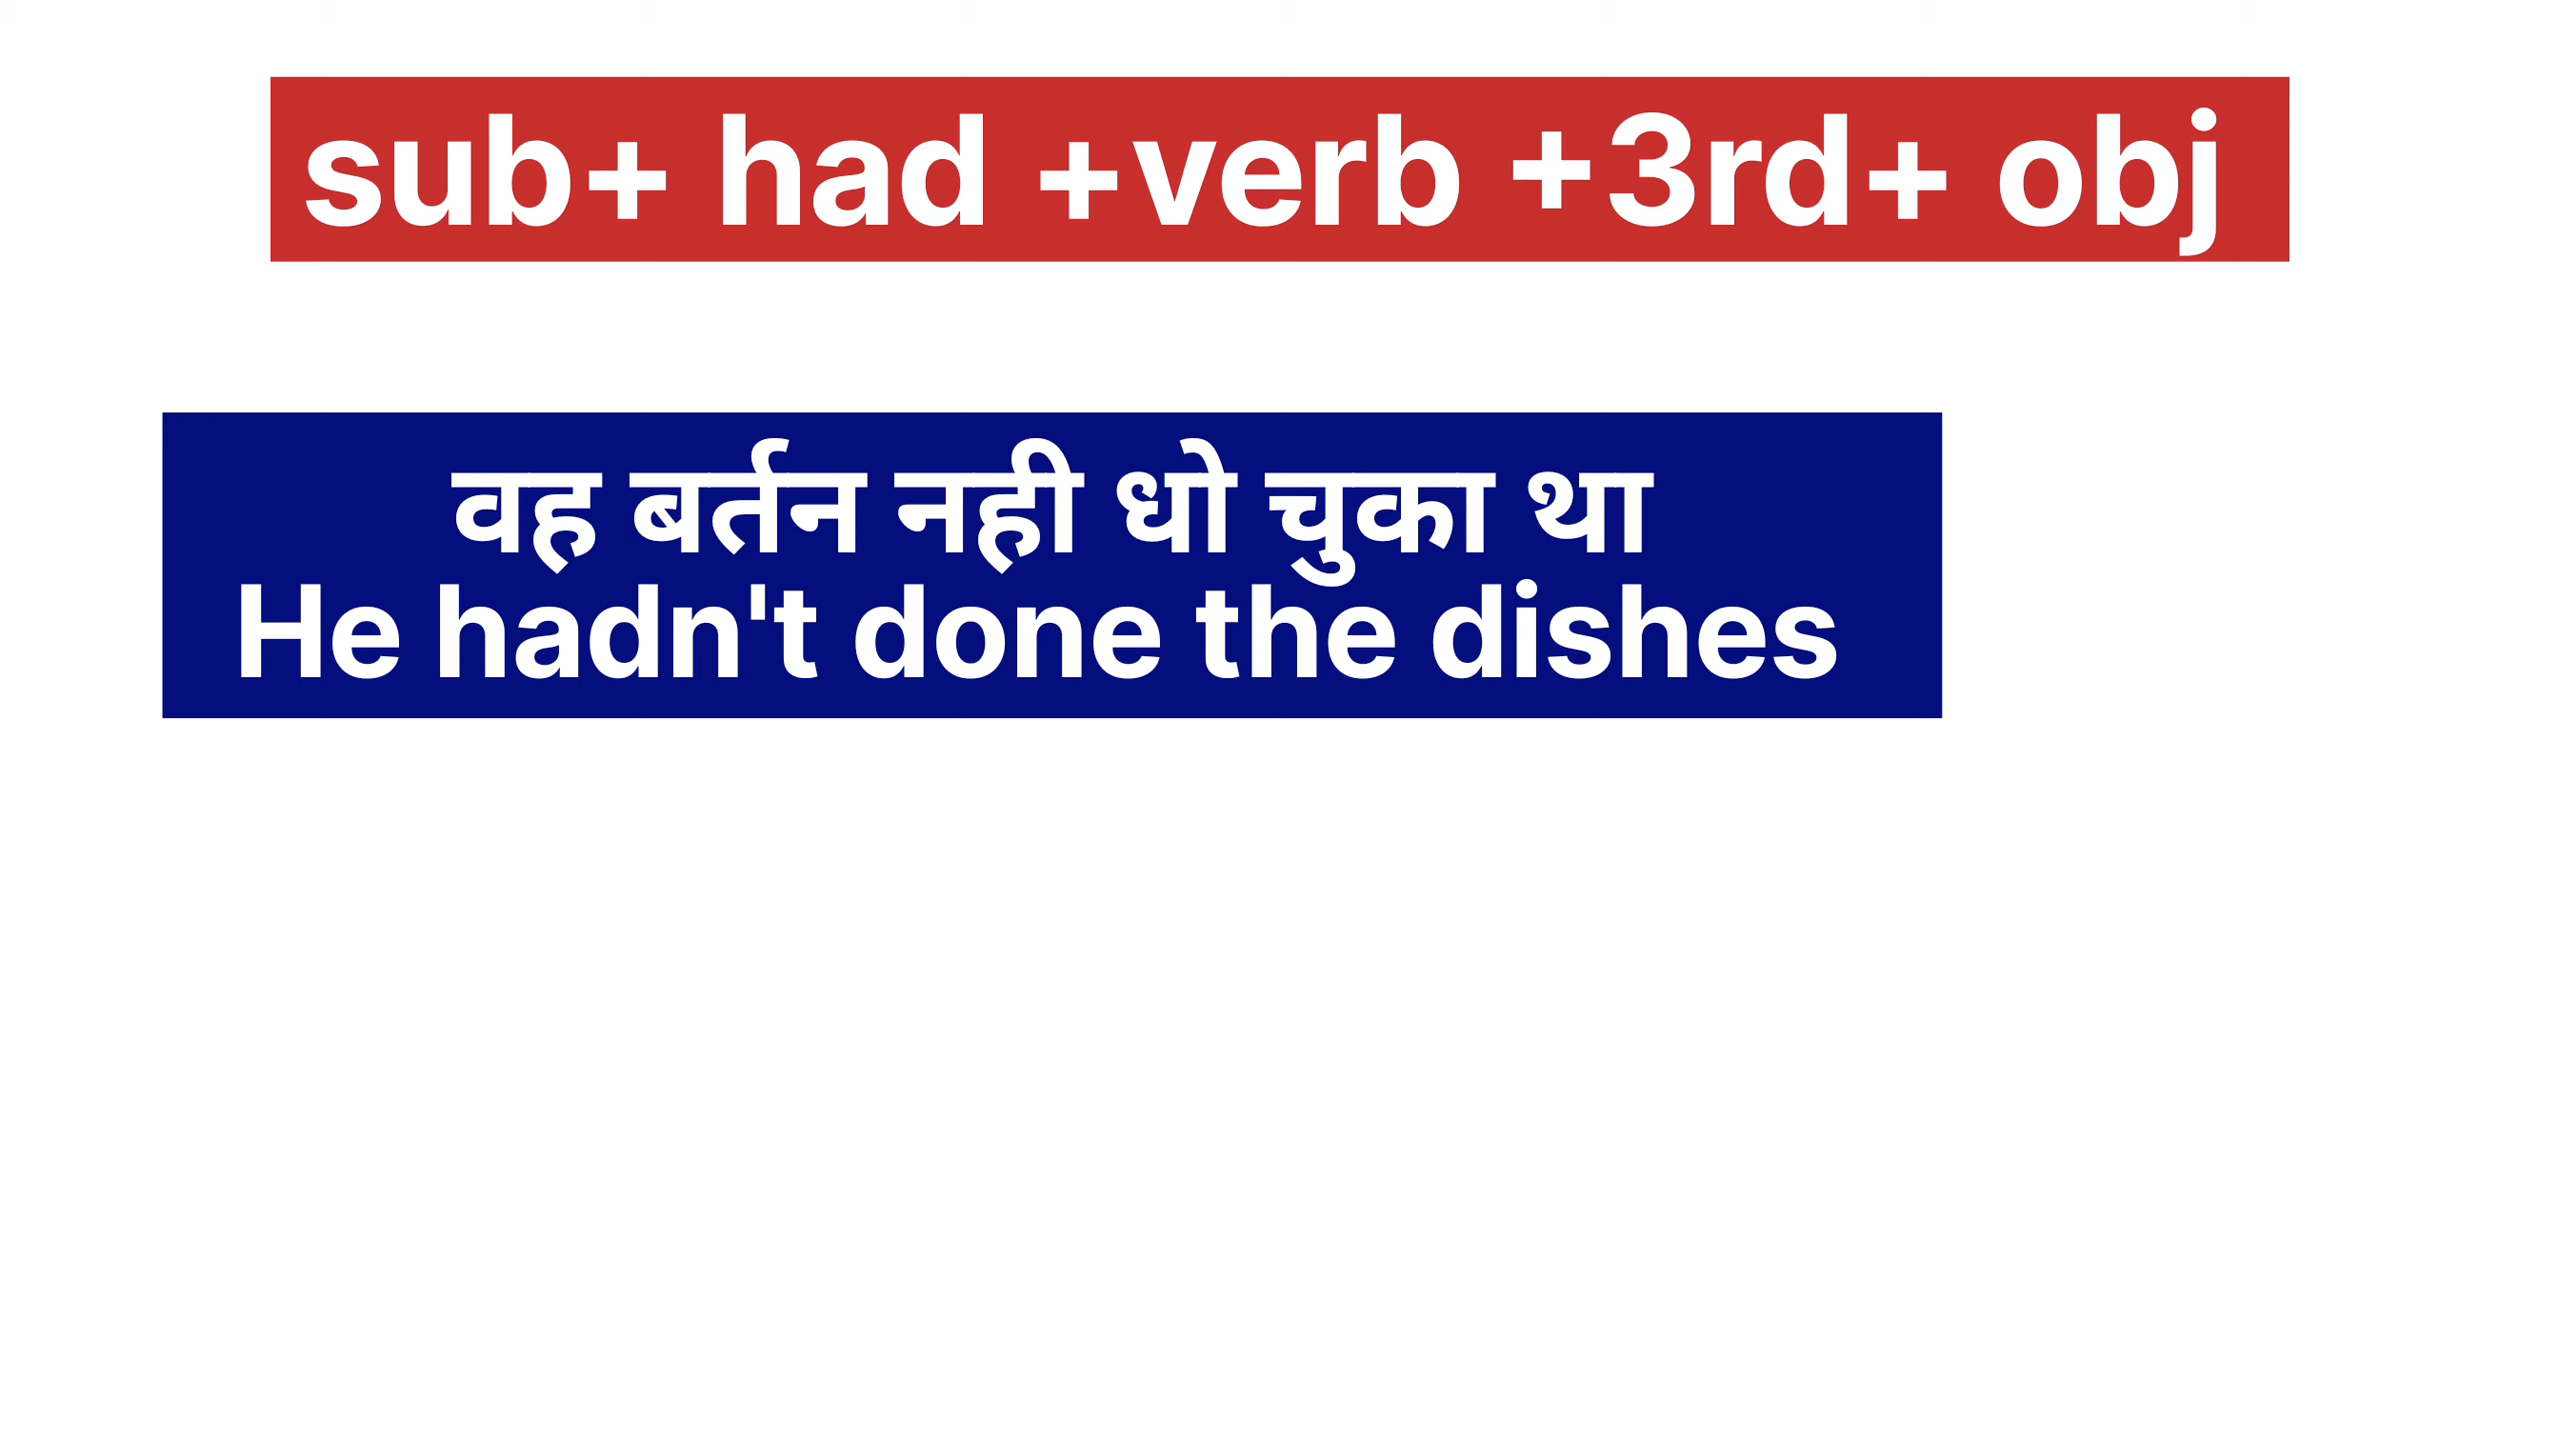 sub+ had +verb +3rd+ obj
वह बर्तन नही धो चुका था
He hadn't done the dishes